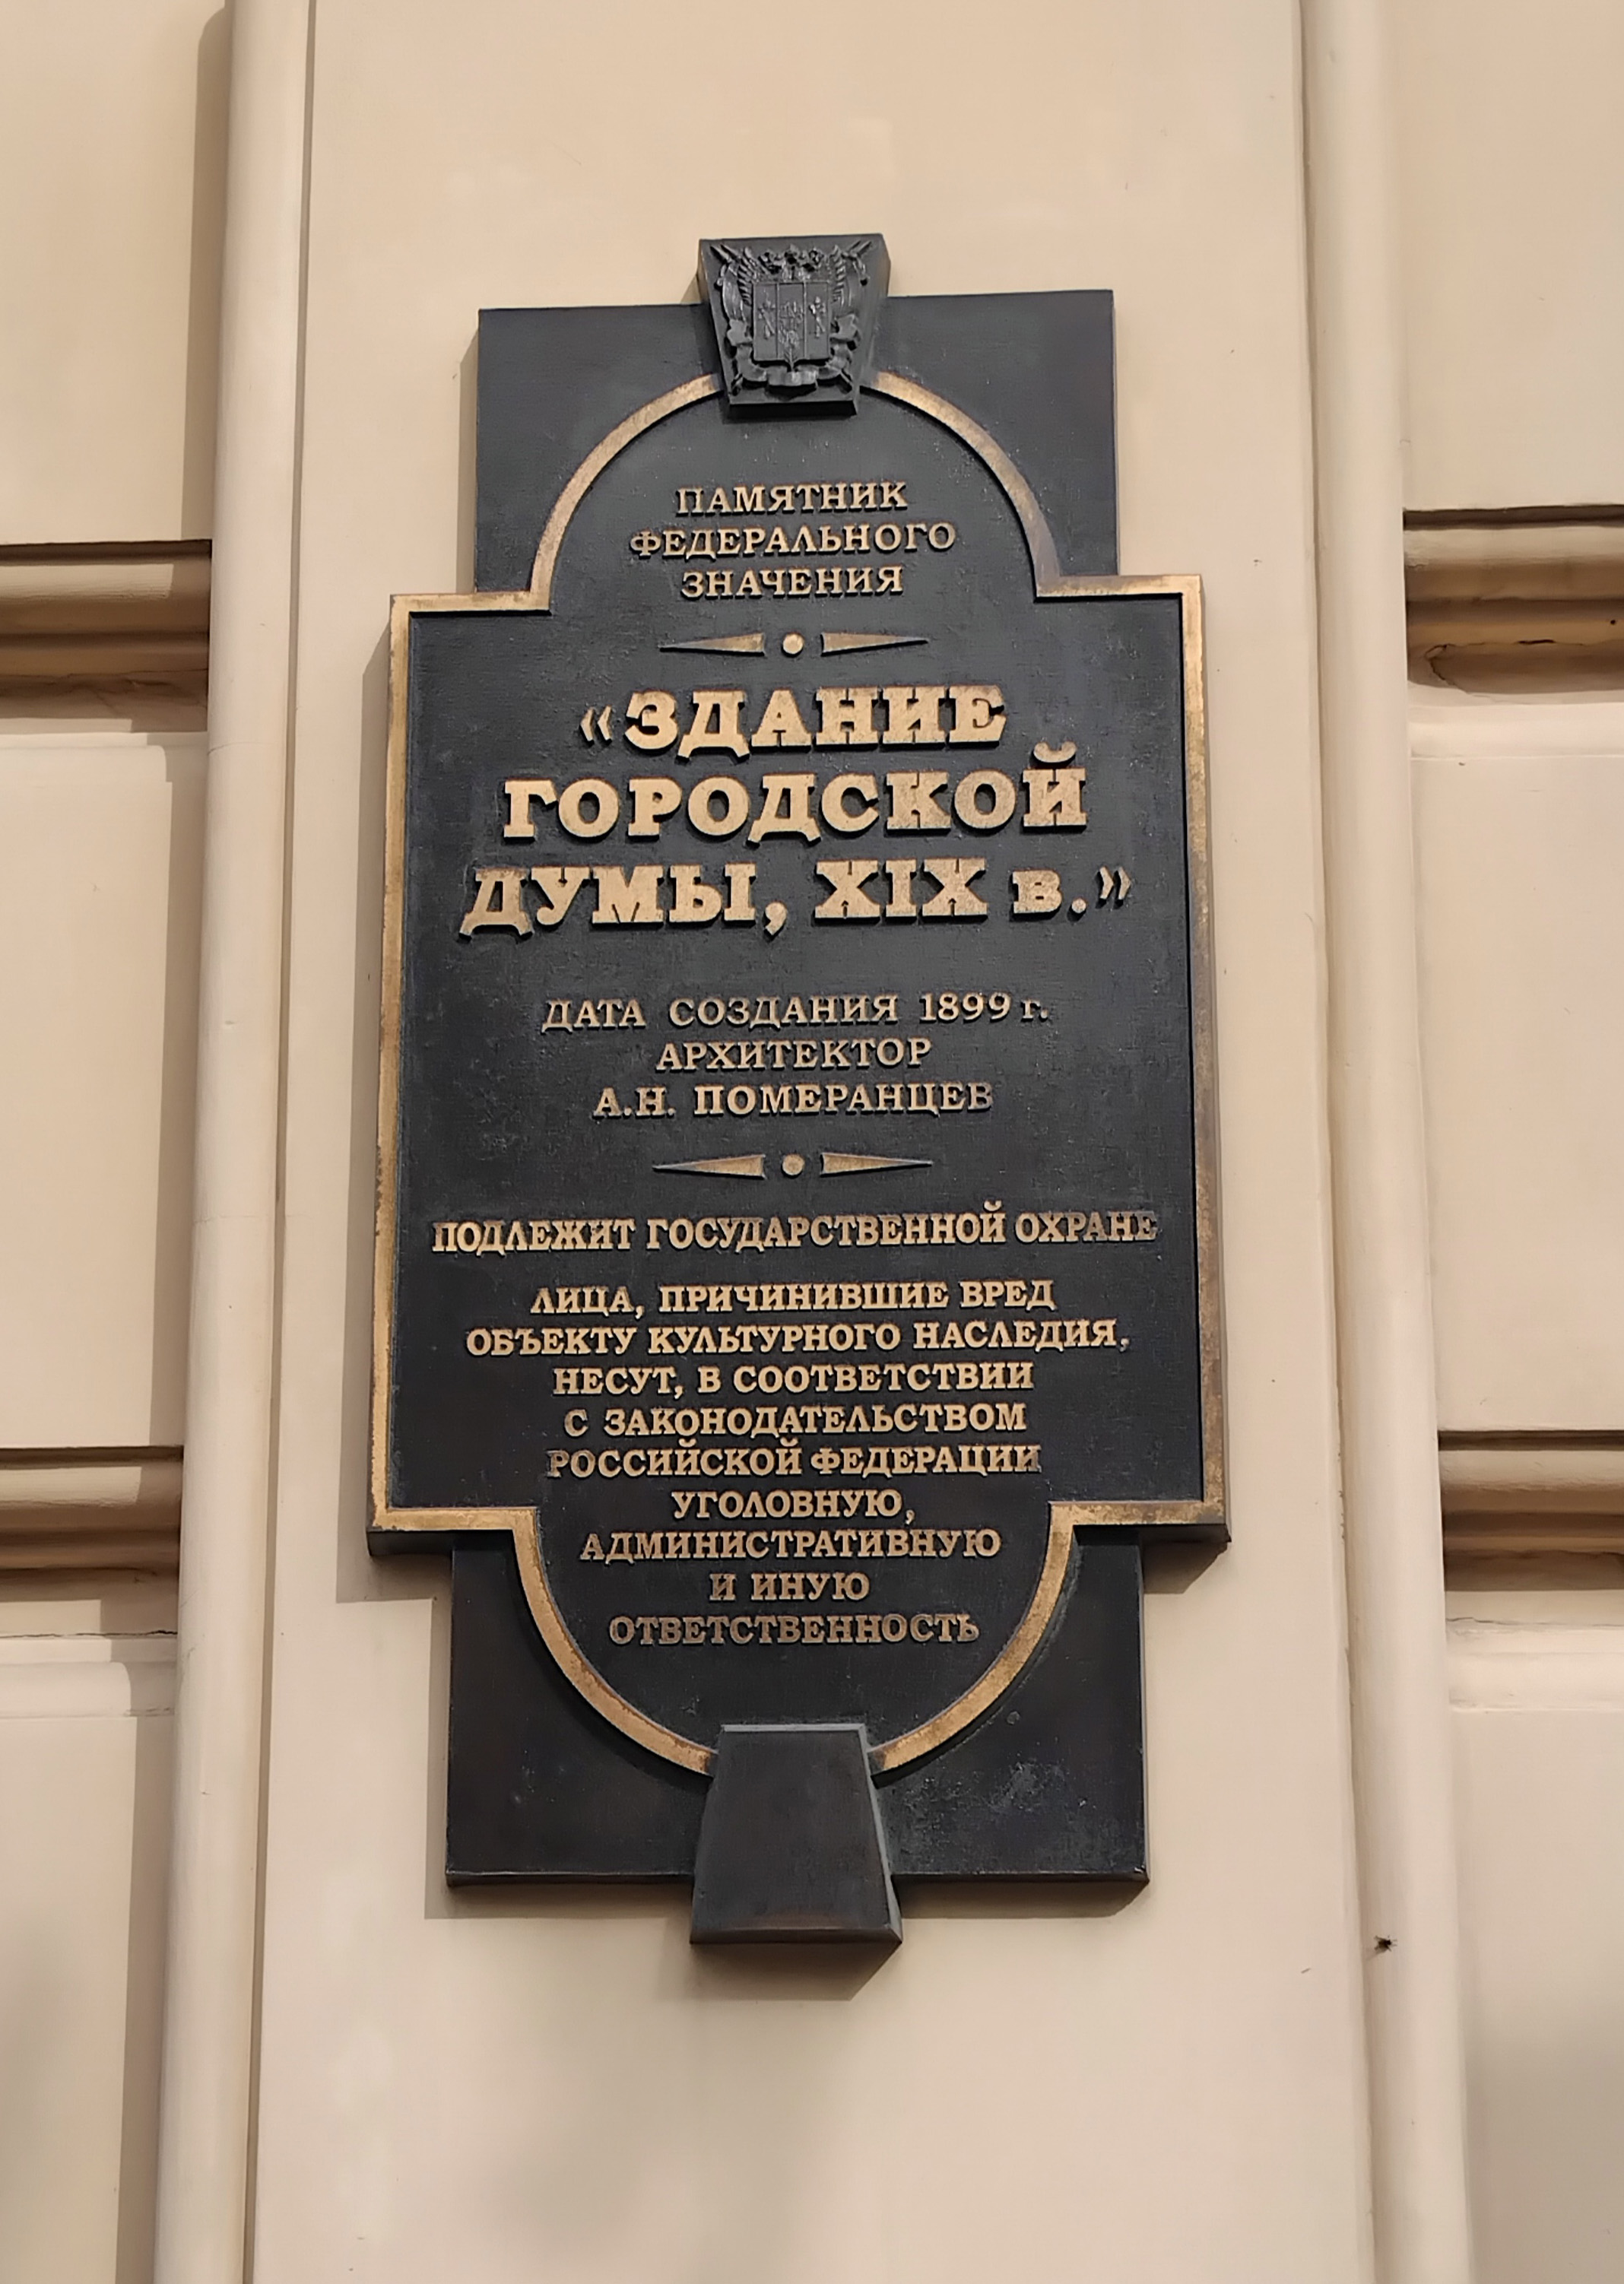 ПАМЯТНИК
ФЕДЕРАЛЬНОГО
ЗНАЧЕНИЯ
«ЗДАНИЕ
ГОРОДСКОЙ
ДУМЫ, XIX в.»
ДАТА СОЗДАНИЯ 1899 г.
АРХИТЕКТОР
А.Н. ПОМЕРАНЦЕВ
ПОДЛЕЖИТ ГОСУДАРСТВЕННОЙ ОХРАНЕ
ЛИЦА, ПРИЧИНИВШИЕ ВРЕД
ОБЪЕКТУ КУЛЬТУРНОГО НАСЛЕДИЯ,
НЕСУТ, В СООТВЕТСТВИИ
С ЗАКОНОДАТЕЛЬСТВОМ
РОССИЙСКОЙ ФЕДЕРАЦИИ
УГОЛОВНУЮ,
АДМИНИСТРАТИВНУЮ
И ИНУЮ
ОТВЕТСТВЕННОСТЬ